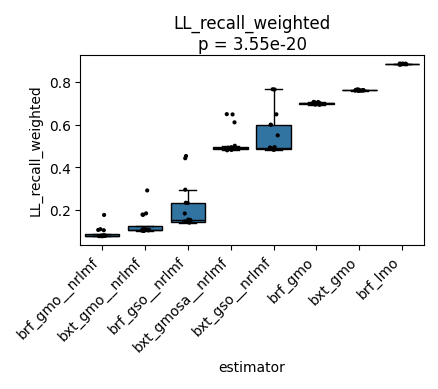 LL_recall_weighted
p = 3.55e-20
LL_recall_weighted
0.8
0.6
0.4
0.2
brf_gmo__nrlmf
bxt_gmo__nrlmf
brf_gso__nrlmf
bxt_gmosa__nrlmf
bxt_gso__nrlmf
brf_gmo
bxt_gmo
brf_lmo
estimator